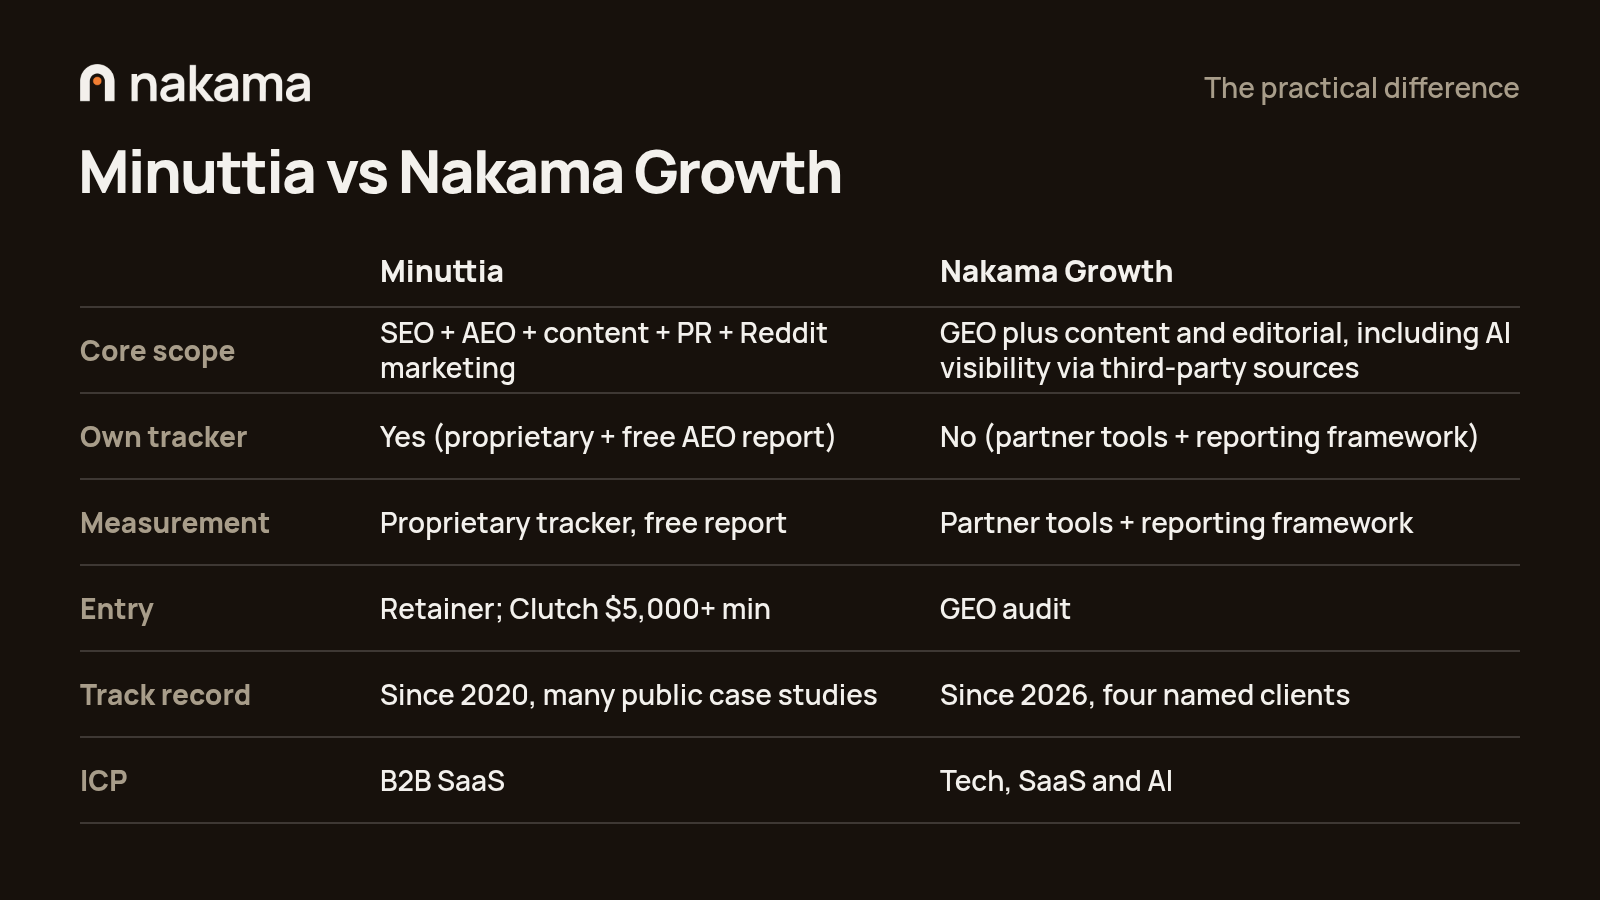 nakama
The practical difference
Minuttia vs Nakama Growth
Minuttia
Nakama Growth
Core scope
SEO + AEO + content + PR + Reddit
marketing
GEO plus content and editorial, including AI
visibility via third-party sources
Own tracker
Yes (proprietary + free AEO report)
No (partner tools + reporting framework)
Measurement
Proprietary tracker, free report
Partner tools + reporting framework
Entry
Retainer; Clutch $5,000+ min
GEO audit
Track record
Since 2020, many public case studies
Since 2026, four named clients
ICP
B2B SaaS
Tech, SaaS and AI